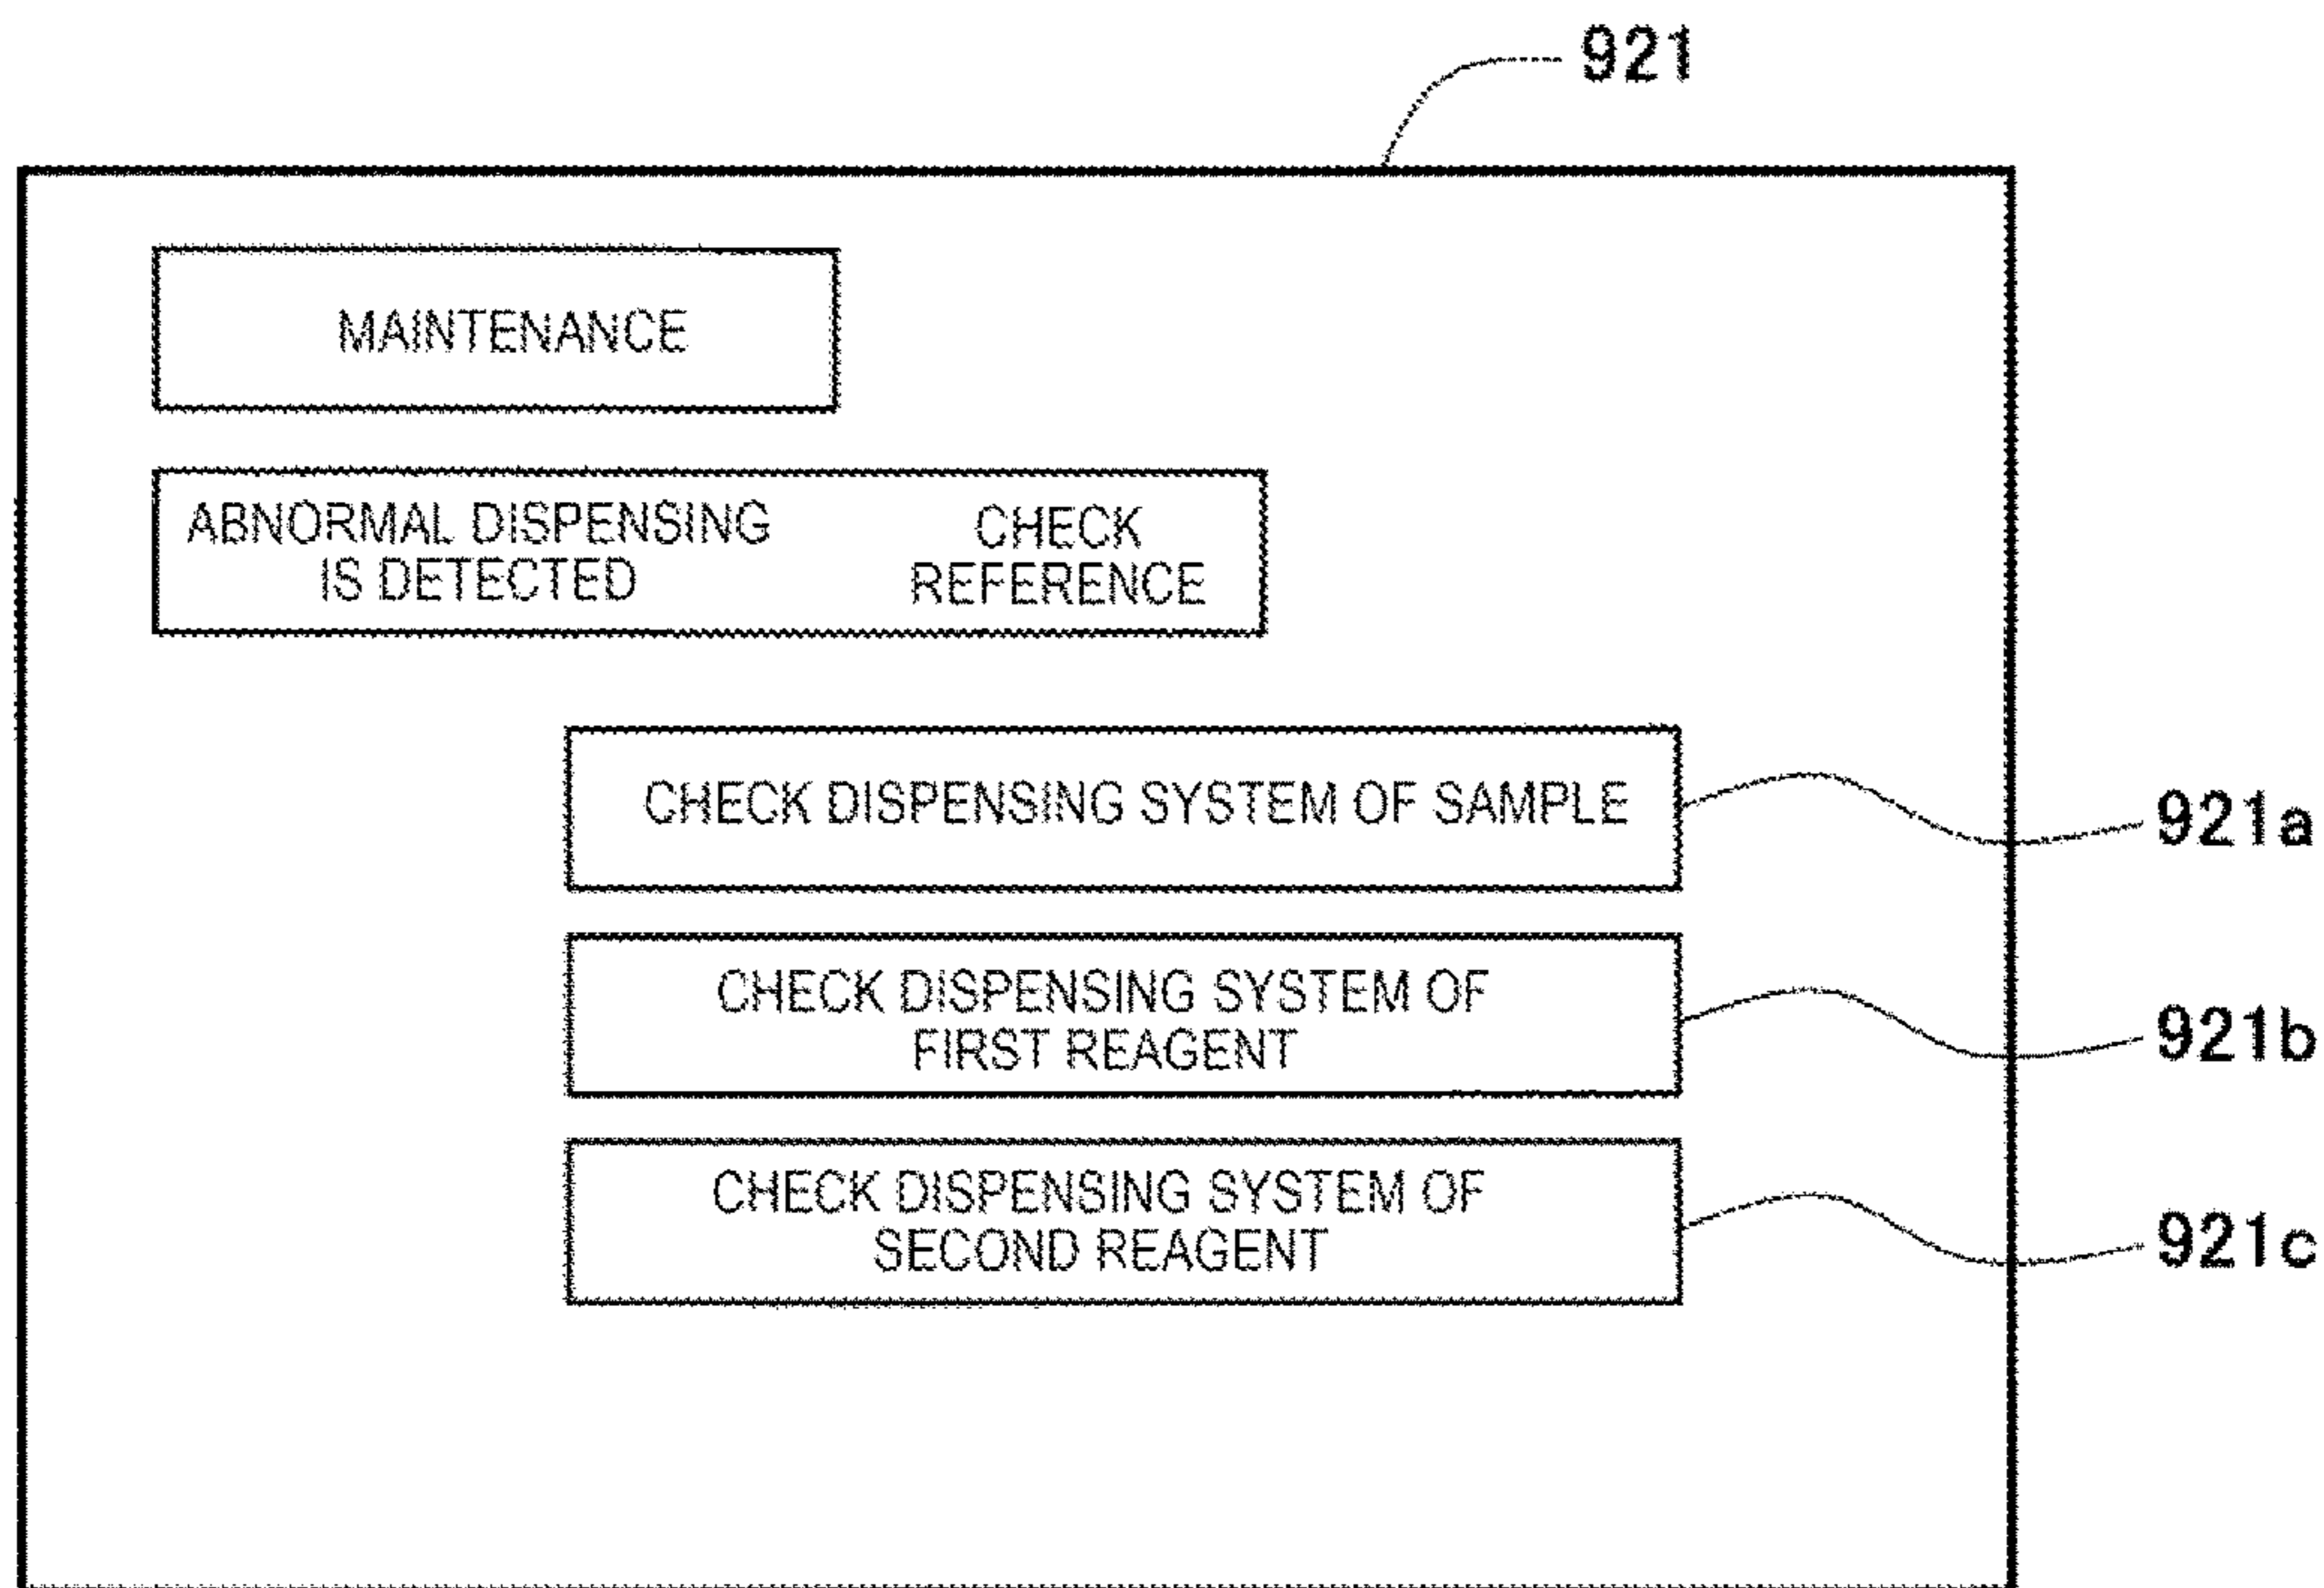 921
MAINTENANCE
ABNORMAL DISPENSING
IS DETECTED
CHECK
REFERENCE
CHECK DISPENSING SYSTEM OF SAMPLE
921a
CHECK DISPENSING SYSTEM OF
FIRST REAGENT
921b
CHECK DISPENSING SYSTEM OF
SECOND REAGENT
921c